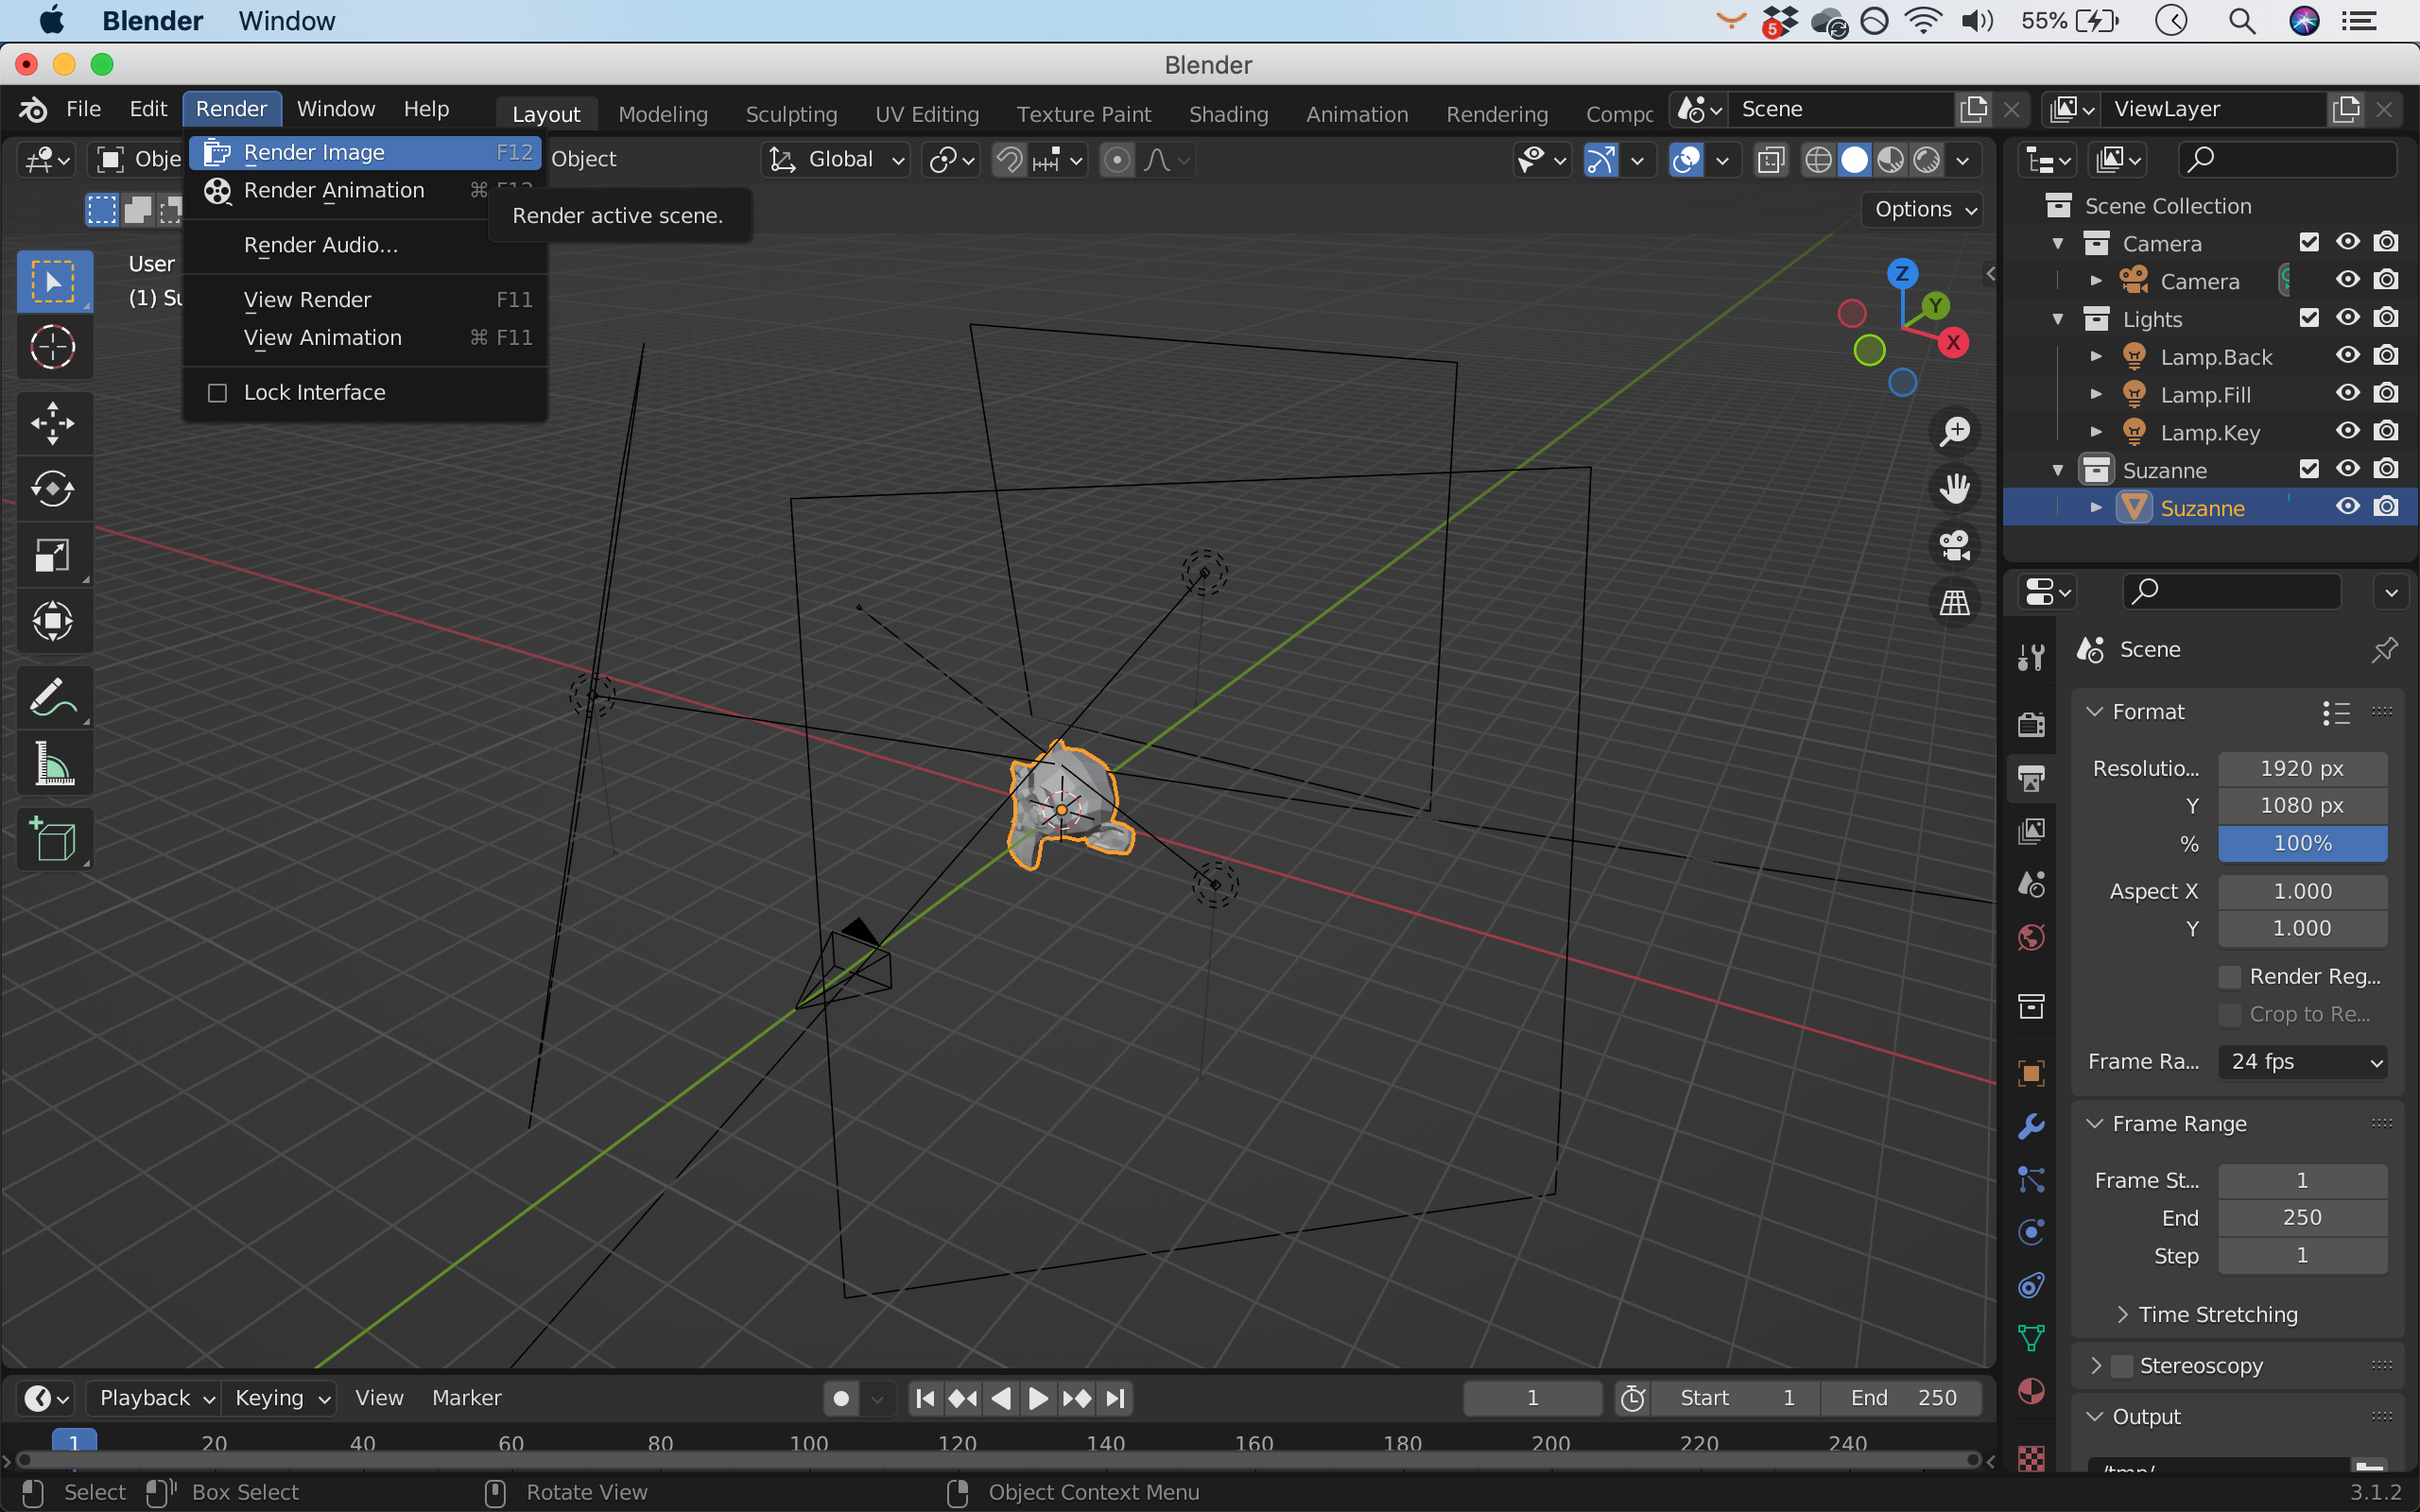 Blender Window
5
55%
Blender
File Edit Render Window Help
Layout Modeling Sculpting UV Editing Texture Paint Shading Animation Rendering Compo
Scene
ViewLayer
Obje
Object
Global
Render Image F12
Render Animation ⌘ F12
Render active scene.
Render Audio...
View Render F11
View Animation ⌘ F11
Lock Interface
Options
User
(1) Su
Z
Y
X
Scene Collection
Camera
Camera
Lights
Lamp.Back
Lamp.Fill
Lamp.Key
Suzanne
Suzanne
Scene
Format
Resolutio... 1920 px
Y 1080 px
% 100%
Aspect X 1.000
Y 1.000
Render Reg...
Crop to Re...
Frame Ra... 24 fps
Frame Range
Frame St... 1
End 250
Step 1
Time Stretching
Stereoscopy
Output
/tmp/
Playback Keying View Marker
1 Start 1 End 250
1 20 40 60 80 100 120 140 160 180 200 220 240
Select Box Select Rotate View Object Context Menu 3.1.2